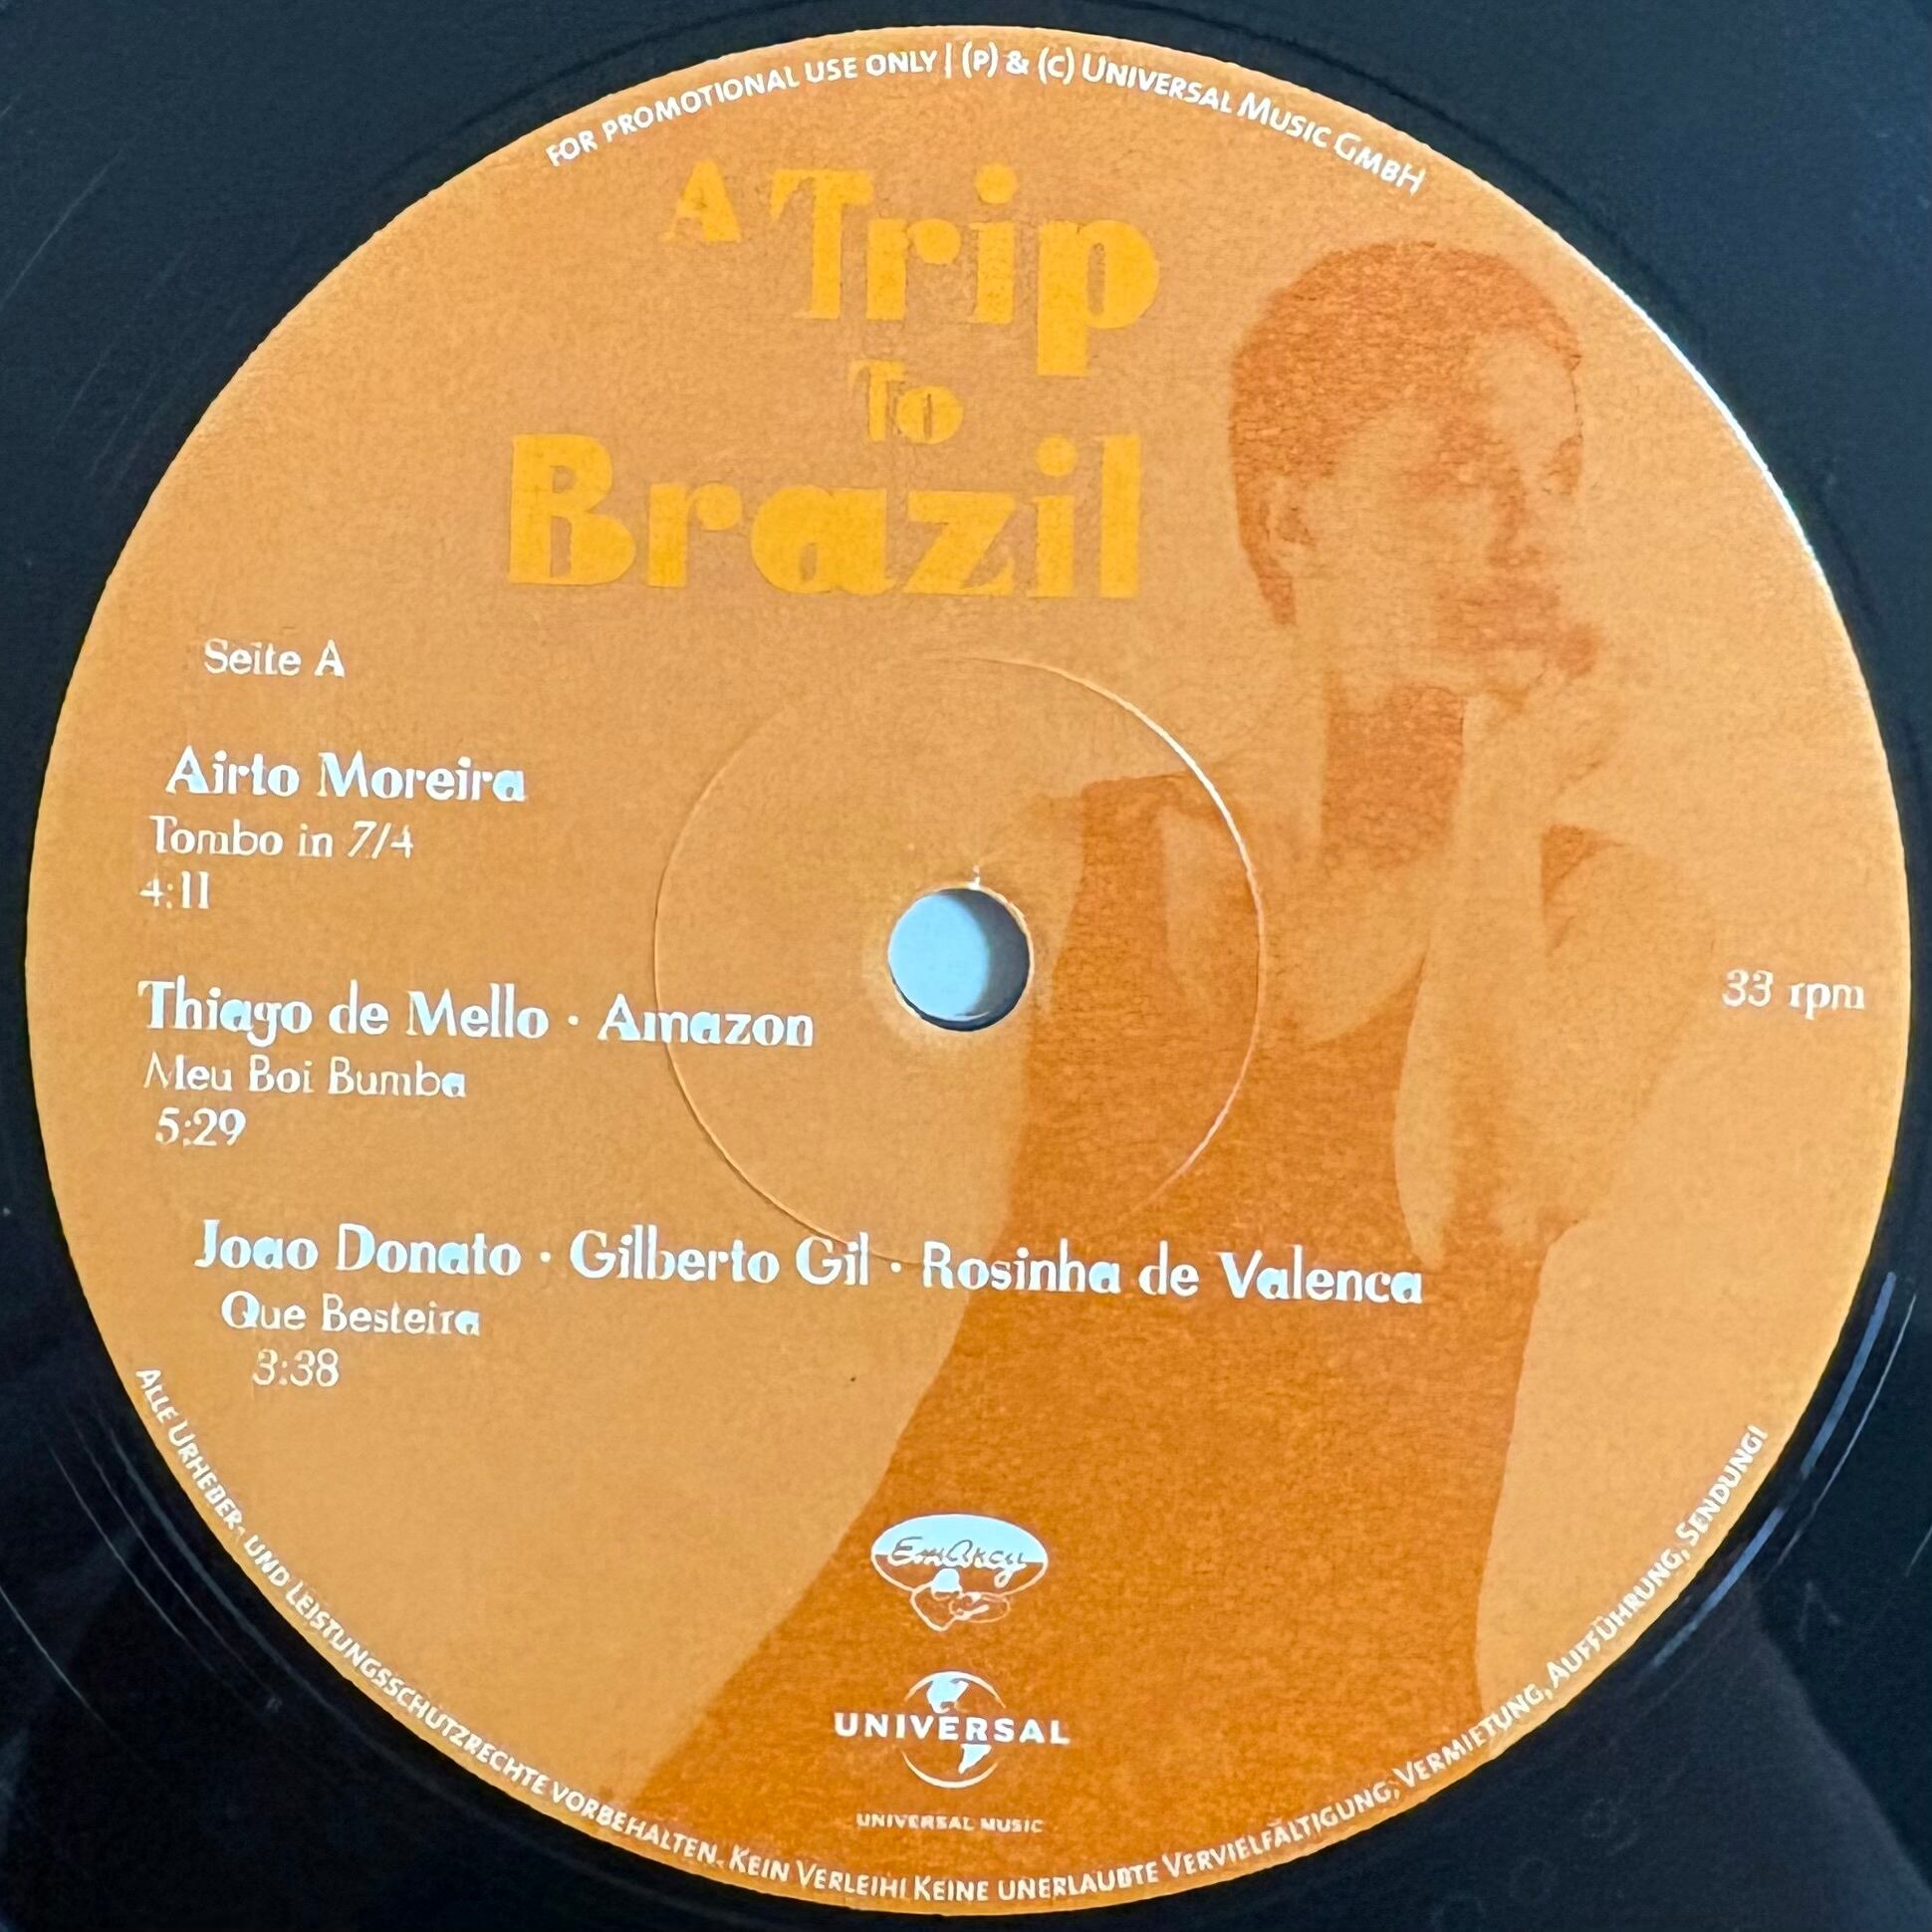 FOR PROMOTIONAL USE ONLY | (P) & (C) UNIVERSAL MUSIC GMBH
A Trip
To
Brazil
Seite A
Airto Moreira
Tombo in 7/4
4:11
Thiago de Mello · Amazon
Meu Boi Bumba
5:29
33 rpm
Joao Donato · Gilberto Gil · Rosinha de Valenca
Que Besteira
3:38
EmArcy
UNIVERSAL
UNIVERSAL MUSIC
ALLE URHEBER- UND LEISTUNGSSCHUTZRECHTE VORBEHALTEN. KEIN VERLEIH! KEINE UNERLAUBTE VERVIELFÄLTIGUNG, VERMIETUNG, AUFFÜHRUNG, SENDUNG!